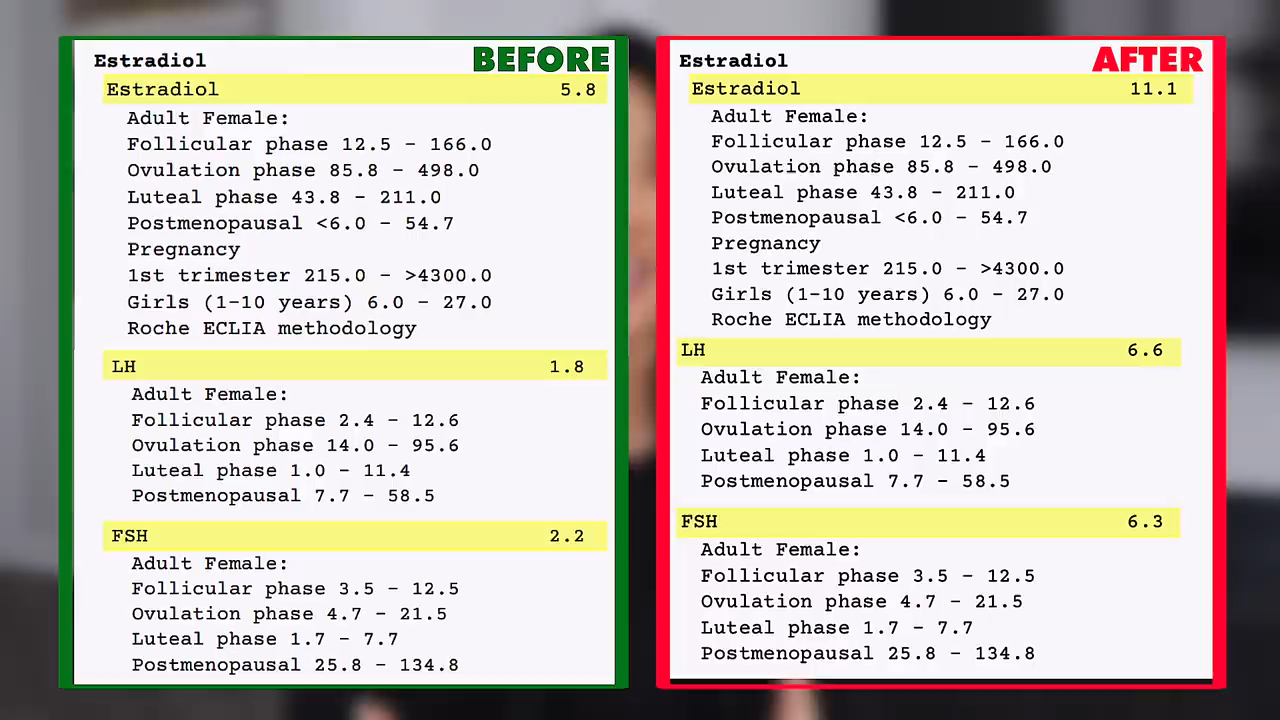 BEFORE
Estradiol
Estradiol 5.8
Adult Female:
Follicular phase 12.5 - 166.0
Ovulation phase 85.8 - 498.0
Luteal phase 43.8 - 211.0
Postmenopausal <6.0 - 54.7
Pregnancy
1st trimester 215.0 - >4300.0
Girls (1-10 years) 6.0 - 27.0
Roche ECLIA methodology
LH 1.8
Adult Female:
Follicular phase 2.4 - 12.6
Ovulation phase 14.0 - 95.6
Luteal phase 1.0 - 11.4
Postmenopausal 7.7 - 58.5
FSH 2.2
Adult Female:
Follicular phase 3.5 - 12.5
Ovulation phase 4.7 - 21.5
Luteal phase 1.7 - 7.7
Postmenopausal 25.8 - 134.8
AFTER
Estradiol
Estradiol 11.1
Adult Female:
Follicular phase 12.5 - 166.0
Ovulation phase 85.8 - 498.0
Luteal phase 43.8 - 211.0
Postmenopausal <6.0 - 54.7
Pregnancy
1st trimester 215.0 - >4300.0
Girls (1-10 years) 6.0 - 27.0
Roche ECLIA methodology
LH 6.6
Adult Female:
Follicular phase 2.4 - 12.6
Ovulation phase 14.0 - 95.6
Luteal phase 1.0 - 11.4
Postmenopausal 7.7 - 58.5
FSH 6.3
Adult Female:
Follicular phase 3.5 - 12.5
Ovulation phase 4.7 - 21.5
Luteal phase 1.7 - 7.7
Postmenopausal 25.8 - 134.8